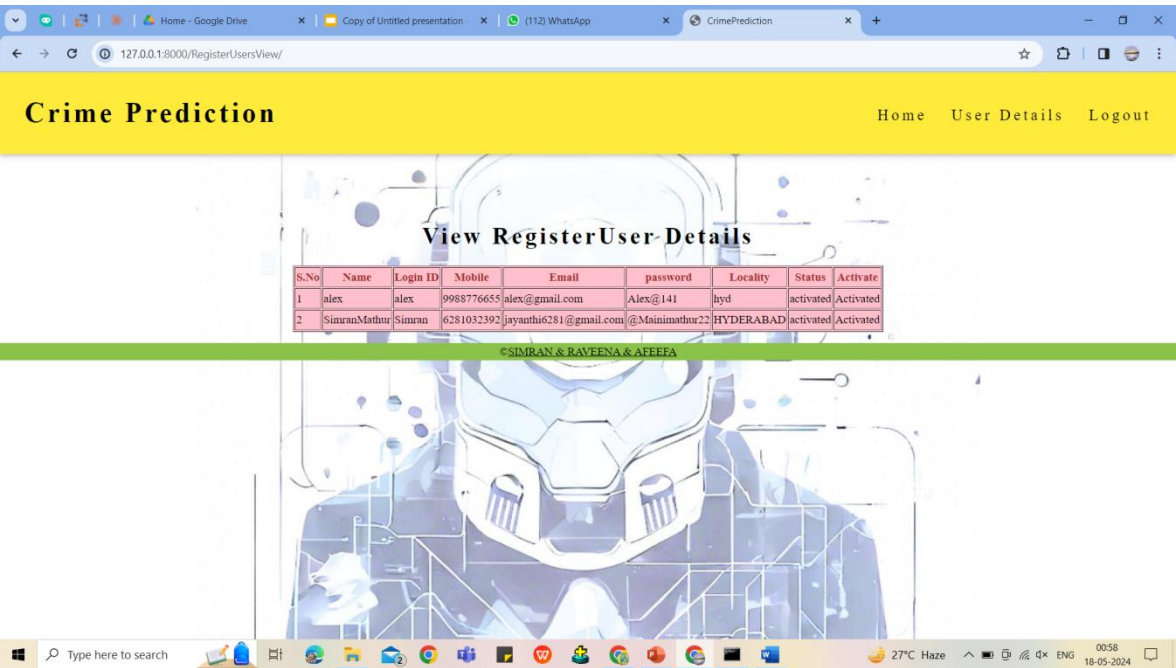 Home - Google Drive
Copy of Untitled presentation
(112) WhatsApp
CrimePrediction
127.0.0.1:8000/RegisterUsersView/
Crime Prediction
Home User Details Logout
View RegisterUser Details
S.No Name Login ID Mobile Email password Locality Status Activate
1 alex alex 9988776655 alex@gmail.com Alex@141 hyd activated Activated
2 SimranMathur Simran 6281032392 jayanthi6281@gmail.com @Mainimathur22 HYDERABAD activated Activated
©SIMRAN & RAVEENA & AFEEFA
Type here to search
27°C Haze
ENG
00:58
18-05-2024